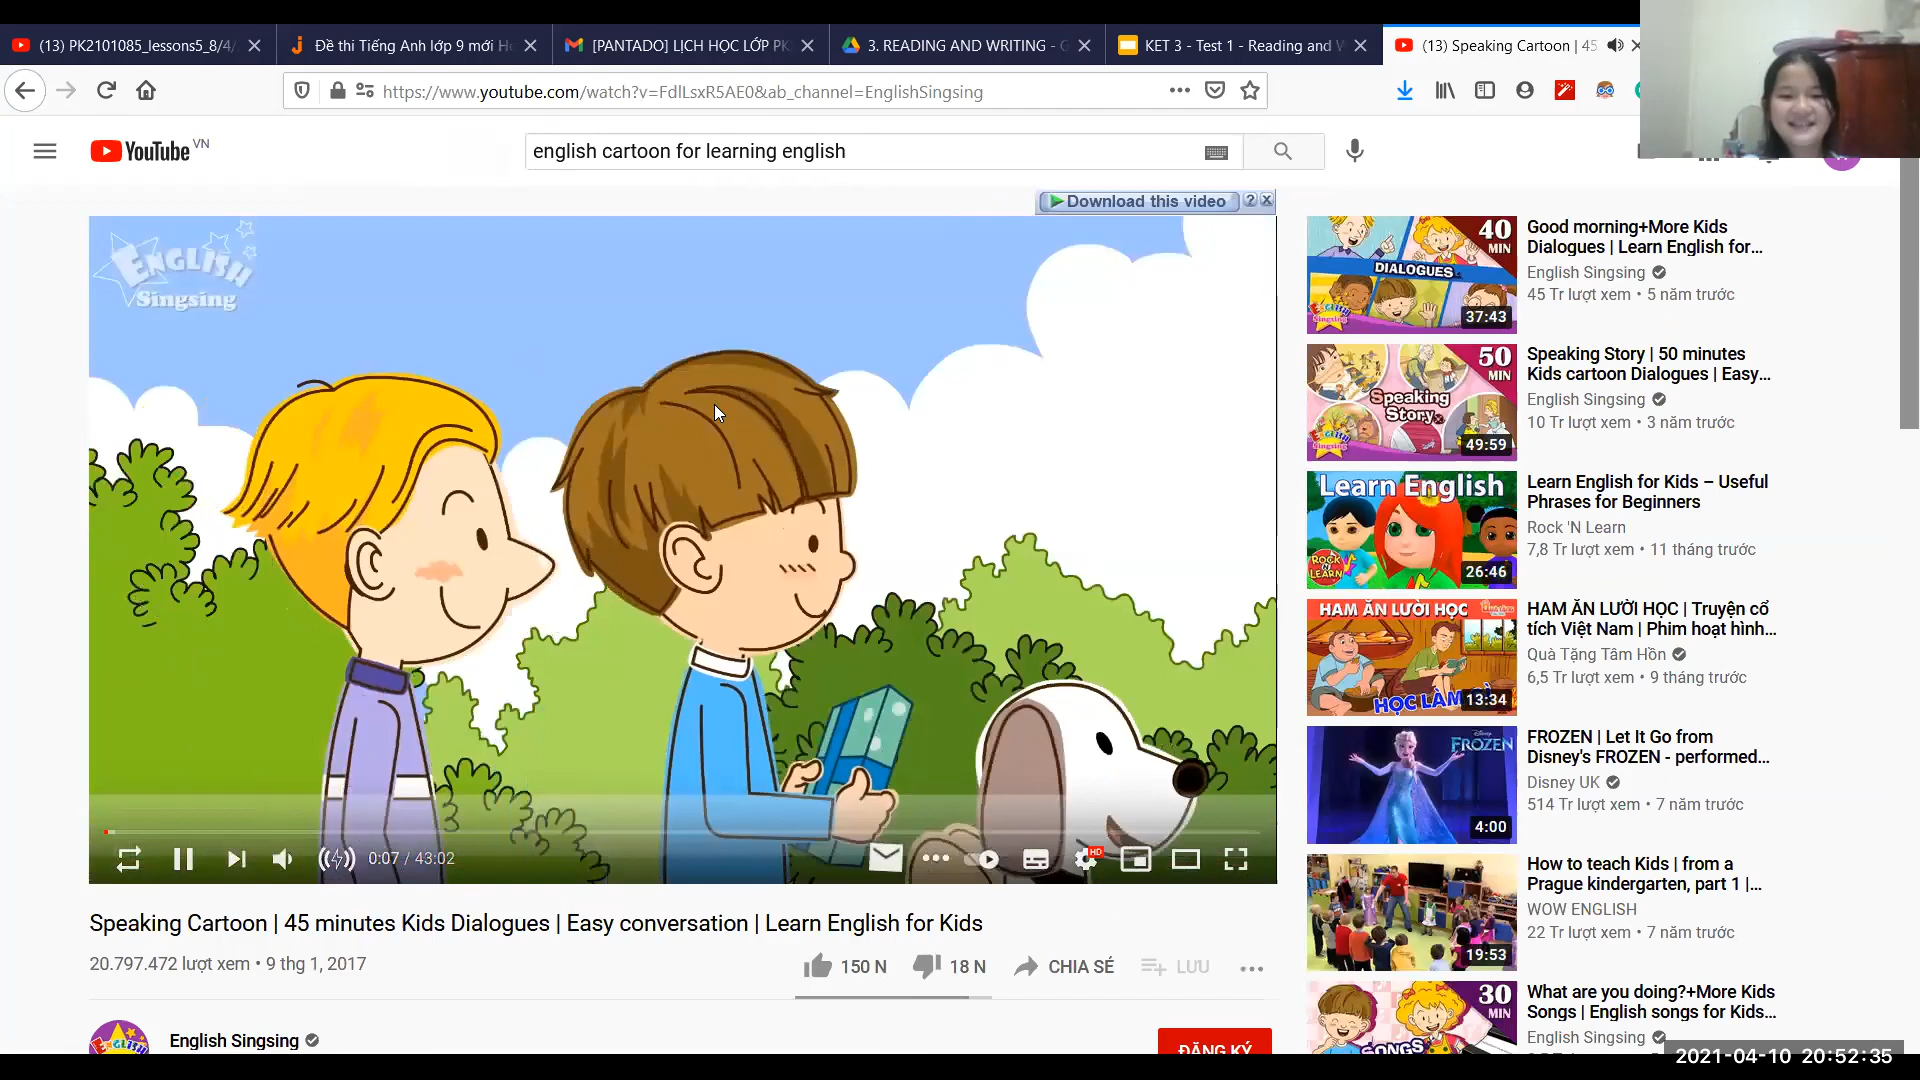 (13) PK2101085_lessons5_8/4/
Đề thi Tiếng Anh lớp 9 mới H
[PANTADO] LỊCH HỌC LỚP PK
3. READING AND WRITING - G
KET 3 - Test 1 - Reading and W
(13) Speaking Cartoon | 45
https://www.youtube.com/watch?v=FdlLsxR5AE0&ab_channel=EnglishSingsing
YouTube VN
english cartoon for learning english
Download this video
ENGLISH
Singsing
0:07 / 43:02
HD
Speaking Cartoon | 45 minutes Kids Dialogues | Easy conversation | Learn English for Kids
20.797.472 lượt xem • 9 thg 1, 2017
150 N
18 N
CHIA SẺ
LƯU
English Singsing
ĐĂNG KÝ
40
MIN
DIALOGUES
37:43
Good morning+More Kids
Dialogues | Learn English for...
English Singsing
45 Tr lượt xem • 5 năm trước
50
MIN
Speaking
Story
49:59
Speaking Story | 50 minutes
Kids cartoon Dialogues | Easy...
English Singsing
10 Tr lượt xem • 3 năm trước
Learn English
ROCK
'N
LEARN
26:46
Learn English for Kids – Useful
Phrases for Beginners
Rock 'N Learn
7,8 Tr lượt xem • 11 tháng trước
HAM ĂN LƯỜI HỌC
HỌC LÀM GÌ
13:34
HAM ĂN LƯỜI HỌC | Truyện cổ
tích Việt Nam | Phim hoạt hình...
Quà Tặng Tâm Hồn
6,5 Tr lượt xem • 9 tháng trước
Disney
FROZEN
4:00
FROZEN | Let It Go from
Disney's FROZEN - performed...
Disney UK
514 Tr lượt xem • 7 năm trước
19:53
How to teach Kids | from a
Prague kindergarten, part 1 |...
WOW ENGLISH
22 Tr lượt xem • 7 năm trước
30
MIN
SONGS
What are you doing?+More Kids
Songs | English songs for Kids...
English Singsing
2021-04-10 20:52:35